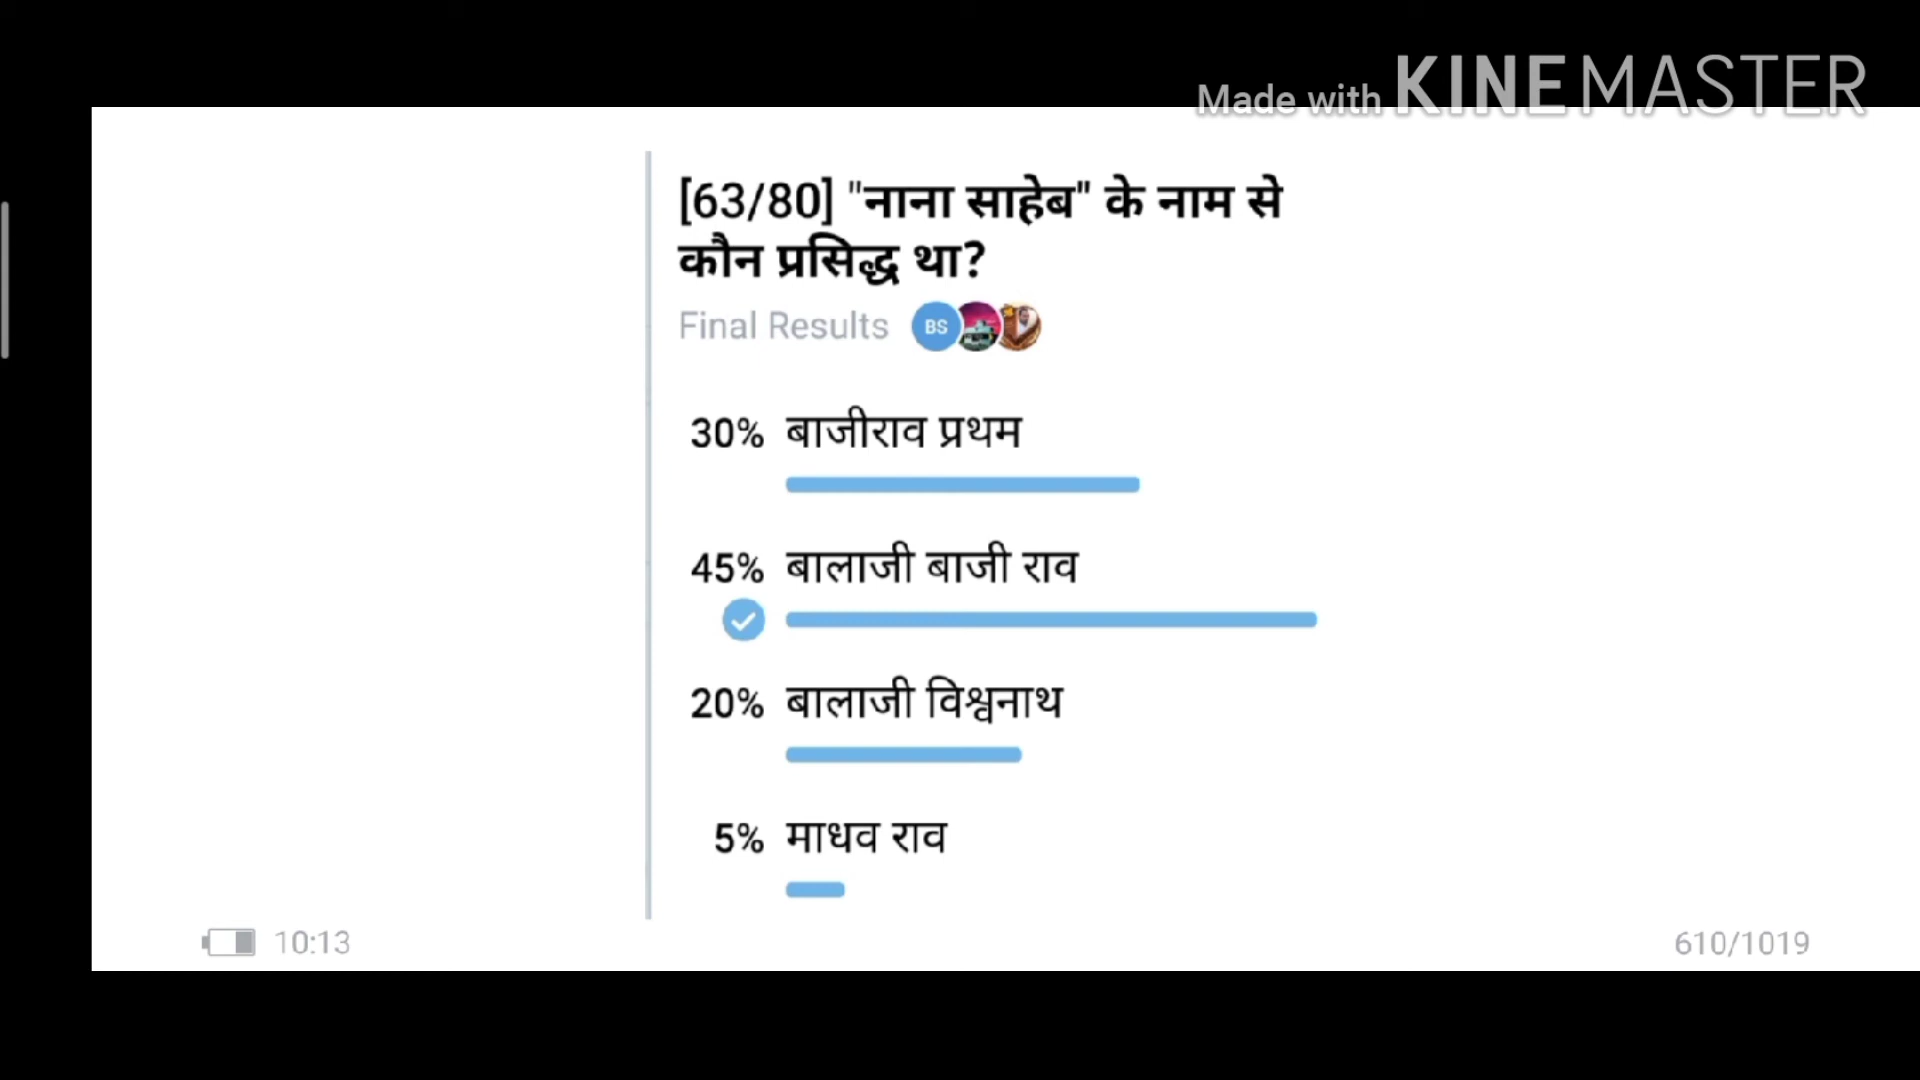 Made with KINEMASTER
[63/80] "नाना साहेब" के नाम से
कौन प्रसिद्ध था?
Final Results BS
30% बाजीराव प्रथम
45% बालाजी बाजी राव
20% बालाजी विश्वनाथ
5% माधव राव
10:13 610/1019